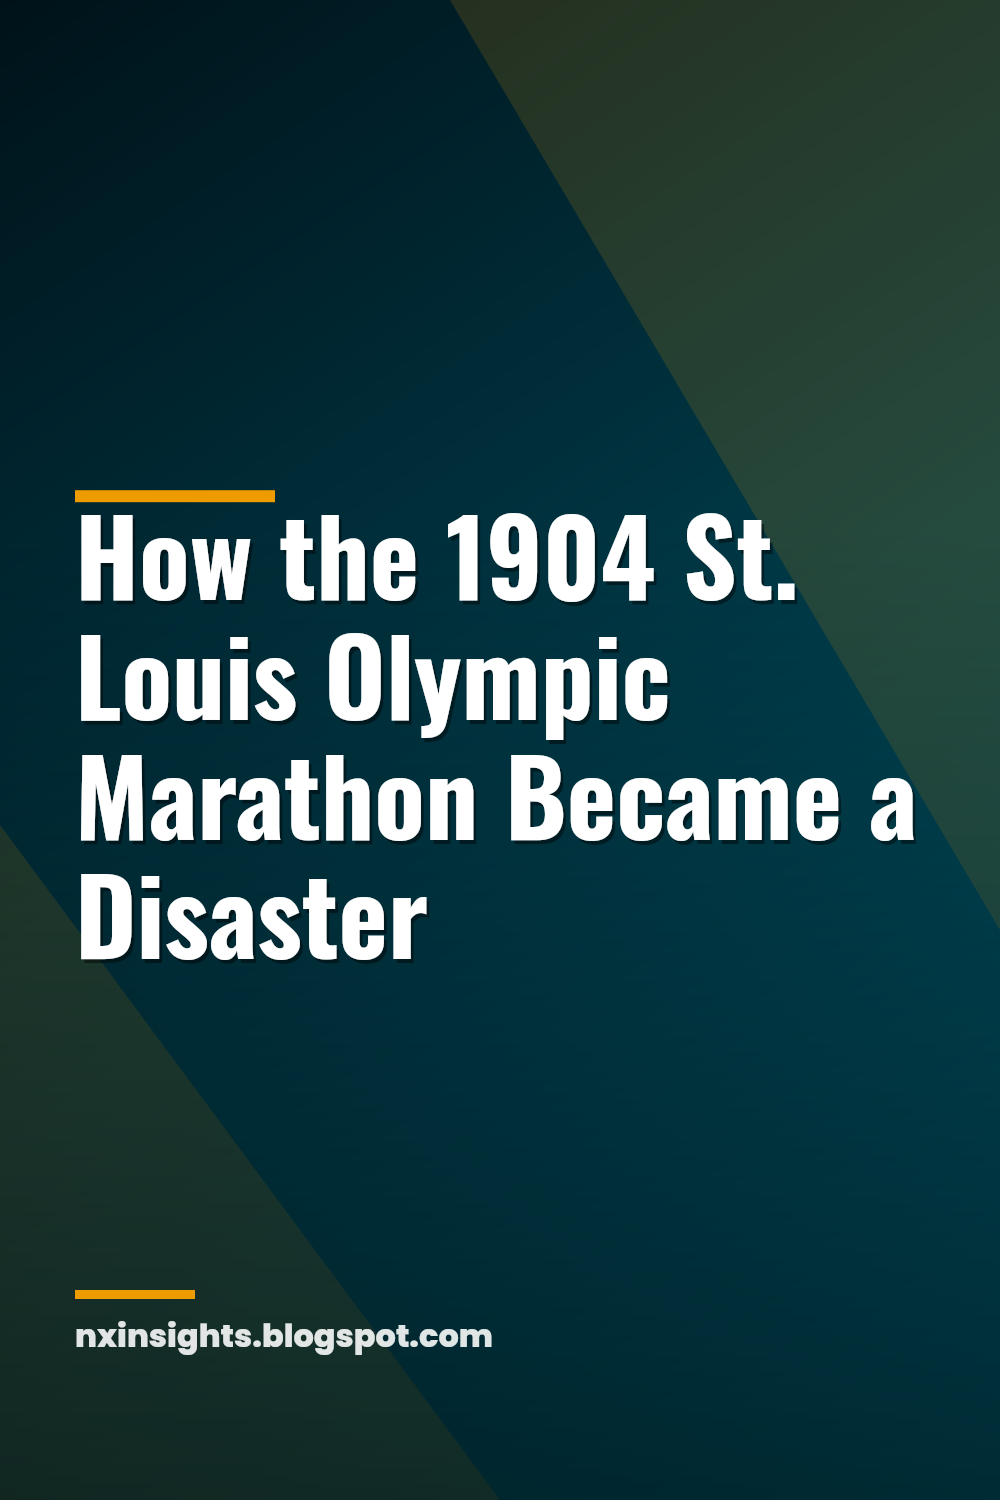 How the 1904 St.
Louis Olympic
Marathon Became a
Disaster
nxinsights.blogspot.com